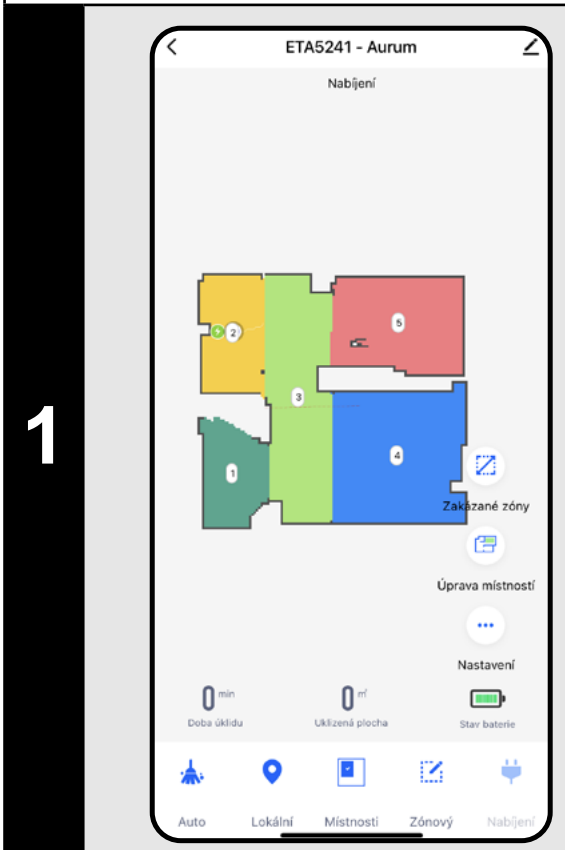 1
ETA5241 - Aurum
Nabíjení
5
2
3
4
1
Zakázané zóny
Úprava místností
Nastavení
0 min
0 ㎡
Doba úklidu
Uklizená plocha
Stav baterie
Auto
Lokální
Místnosti
Zónový
Nabíjení